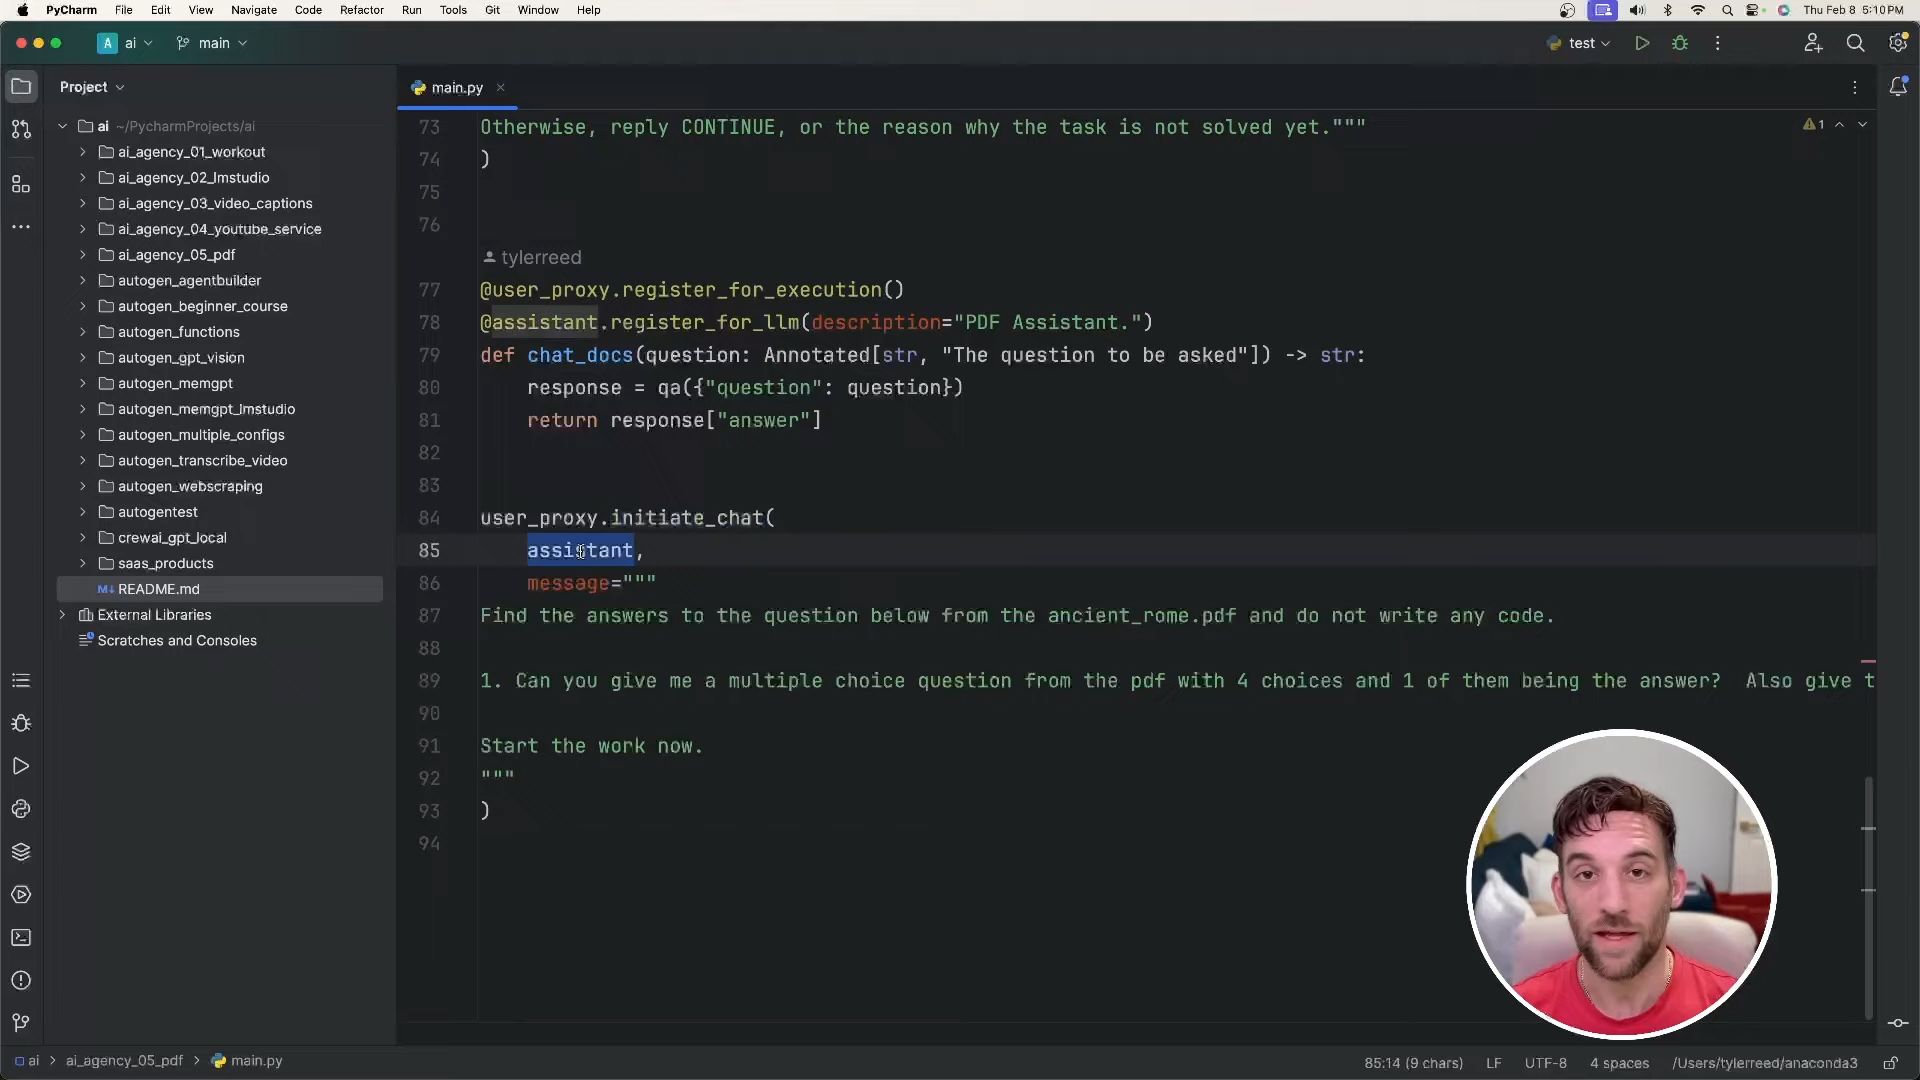 PyCharm File Edit View Navigate Code Refactor Run Tools Git Window Help Thu Feb 8 5:10PM
A ai main test
Project
main.py
ai ~/PycharmProjects/ai
ai_agency_01_workout
ai_agency_02_lmstudio
ai_agency_03_video_captions
ai_agency_04_youtube_service
ai_agency_05_pdf
autogen_agentbuilder
autogen_beginner_course
autogen_functions
autogen_gpt_vision
autogen_memgpt
autogen_memgpt_lmstudio
autogen_multiple_configs
autogen_transcribe_video
autogen_webscraping
autogentest
crewai_gpt_local
saas_products
M↓ README.md
External Libraries
Scratches and Consoles
73 Otherwise, reply CONTINUE, or the reason why the task is not solved yet."""
1
74 )
75
76
tylerreed
77 @user_proxy.register_for_execution()
78 @assistant.register_for_llm(description="PDF Assistant.")
79 def chat_docs(question: Annotated[str, "The question to be asked"]) -> str:
80 response = qa({"question": question})
81 return response["answer"]
82
83
84 user_proxy.initiate_chat(
85 assistant,
86 message="""
87 Find the answers to the question below from the ancient_rome.pdf and do not write any code.
88
89 1. Can you give me a multiple choice question from the pdf with 4 choices and 1 of them being the answer? Also give t
90
91 Start the work now.
92 """
93 )
94
ai > ai_agency_05_pdf > main.py
85:14 (9 chars) LF UTF-8 4 spaces /Users/tylerreed/anaconda3